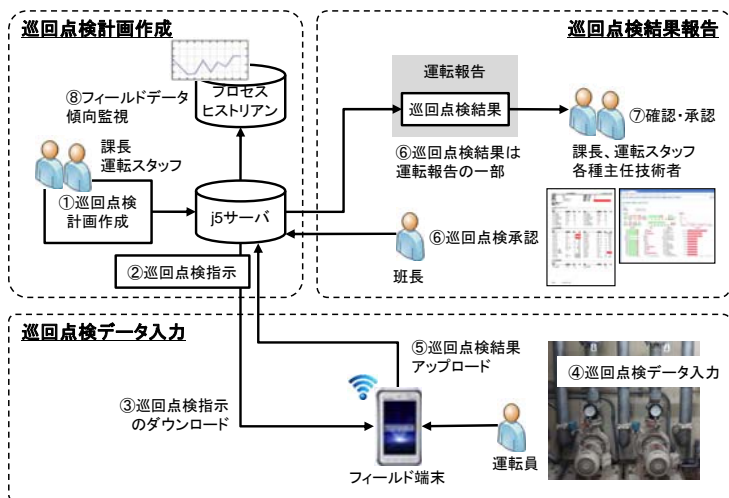 巡回点検計画作成
⑧フィールドデータ
傾向監視
プロセス
ヒストリアン
課長
運転スタッフ
①巡回点検
計画作成
j5サーバ
②巡回点検指示
巡回点検結果報告
運転報告
巡回点検結果
⑥巡回点検結果は
運転報告の一部
⑦確認・承認
課長、運転スタッフ
各種主任技術者
⑥巡回点検承認
班長
巡回点検データ入力
③巡回点検指示
のダウンロード
⑤巡回点検結果
アップロード
フィールド端末
運転員
④巡回点検データ入力